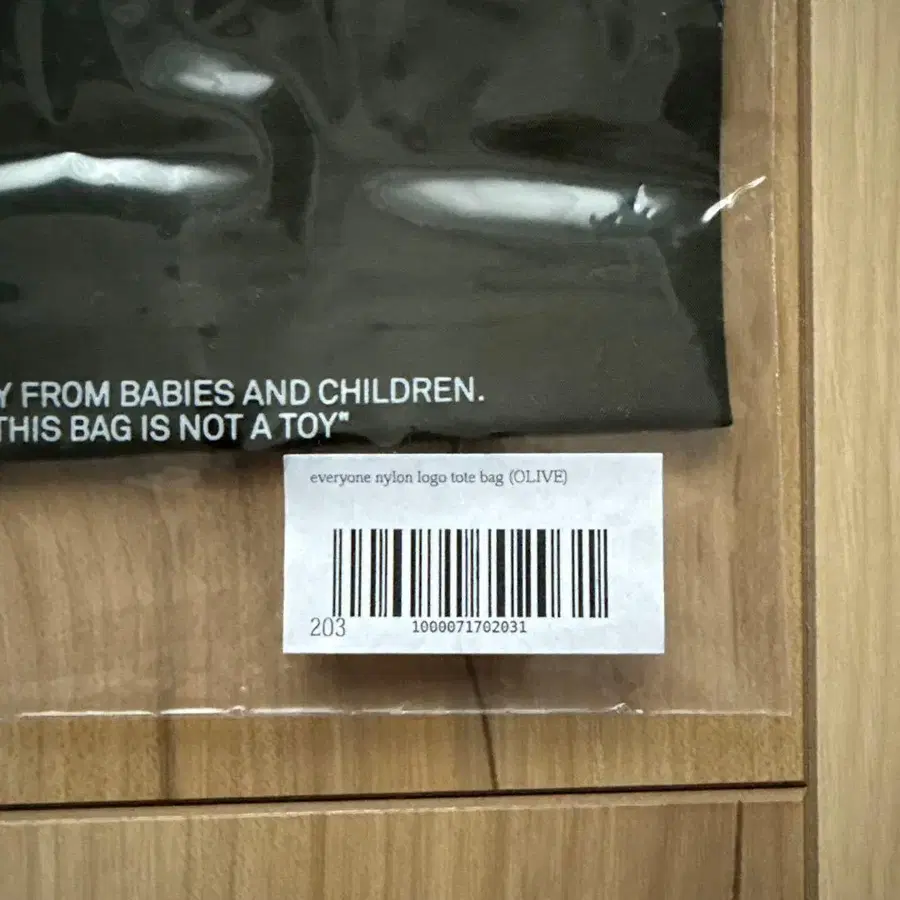 Y FROM BABIES AND CHILDREN.
THIS BAG IS NOT A TOY"
everyone nylon logo tote bag (OLIVE)
203
1000071702031